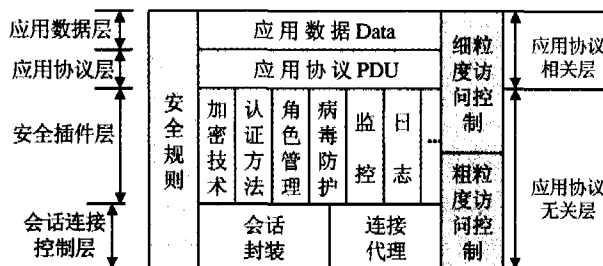 应用数据层
应用协议层
安全插件层
会话连接
控制层
安全规则
应用数据Data
应用协议PDU
加密技术
认证方法
角色管理
病毒防护
监控
日志
...
会话
封装
连接
代理
细粒度访问控制
粗粒度访问控制
应用协议
相关层
应用协议
无关层